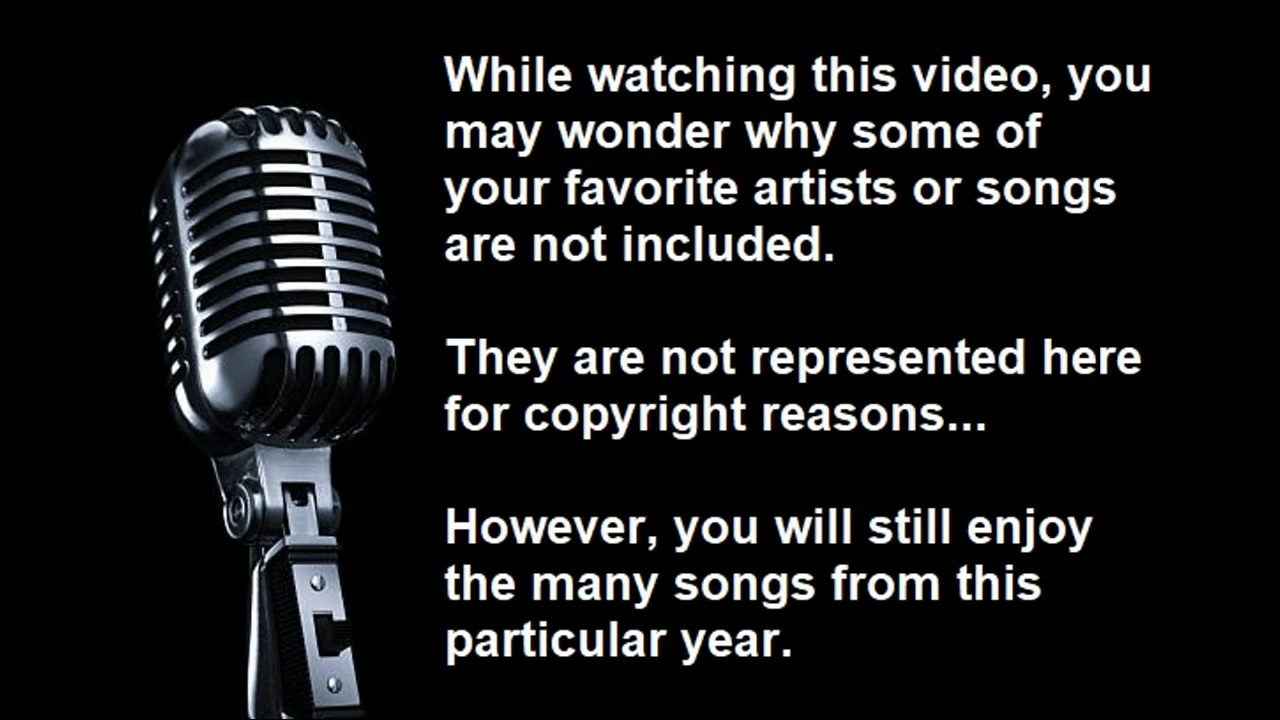 While watching this video, you
may wonder why some of
your favorite artists or songs
are not included.
They are not represented here
for copyright reasons...
However, you will still enjoy
the many songs from this
particular year.